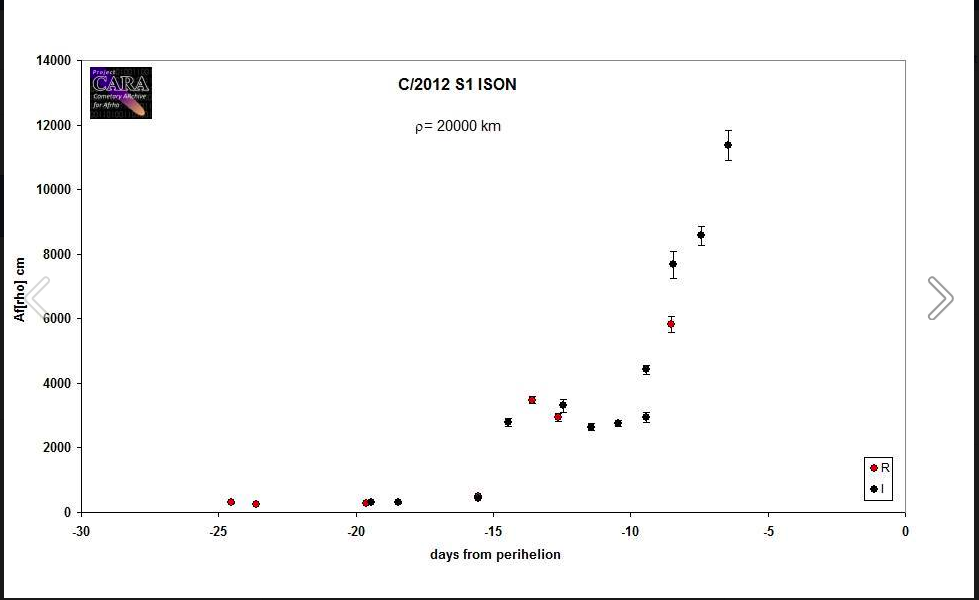 Project
CARA
Cometary ARchive
for Afrho
C/2012 S1 ISON
ρ= 20000 km
Af[rho] cm
14000
12000
10000
8000
6000
4000
2000
0
-30
-25
-20
-15
-10
-5
0
days from perihelion
R
I